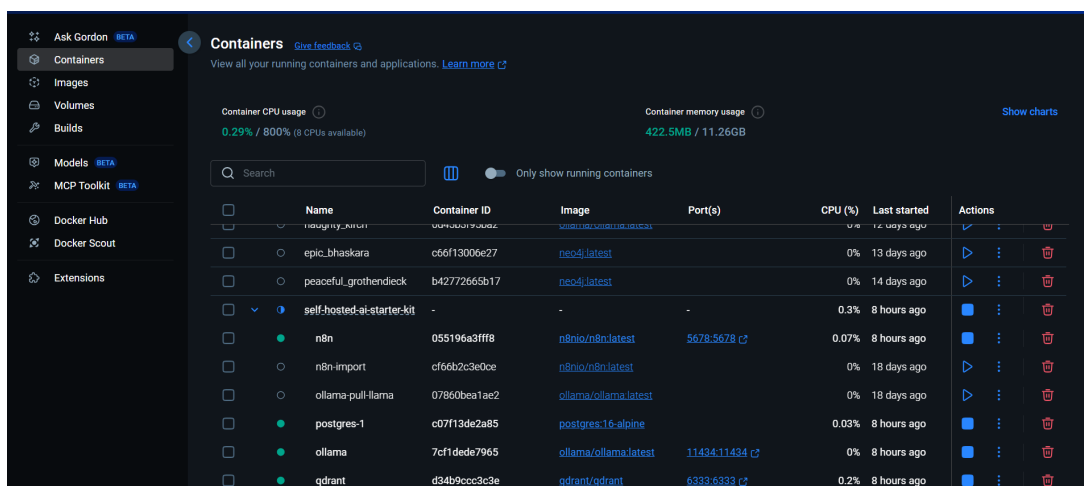 Ask Gordon BETA
Containers
Images
Volumes
Builds
Models BETA
MCP Toolkit BETA
Docker Hub
Docker Scout
Extensions
Containers Give feedback
View all your running containers and applications. Learn more
Container CPU usage
0.29% / 800% (8 CPUs available)
Container memory usage
422.5MB / 11.26GB
Show charts
Search
Only show running containers
Name Container ID Image Port(s) CPU (%) Last started Actions
naughty_kirch ollama/ollama:latest 0% 12 days ago
epic_bhaskara c66f13006e27 neo4j:latest 0% 13 days ago
peaceful_grothendieck b42772665b17 neo4j:latest 0% 14 days ago
self-hosted-ai-starter-kit - - - 0.3% 8 hours ago
n8n 055196a3fff8 n8nio/n8n:latest 5678:5678 0.07% 8 hours ago
n8n-import cf66b2c3e0ce n8nio/n8n:latest 0% 18 days ago
ollama-pull-llama 07860bea1ae2 ollama/ollama:latest 0% 18 days ago
postgres-1 c07f13de2a85 postgres:16-alpine 0.03% 8 hours ago
ollama 7cf1dede7965 ollama/ollama:latest 11434:11434 0% 8 hours ago
qdrant d34b9ccc3c3e qdrant/qdrant 6333:6333 0.2% 8 hours ago